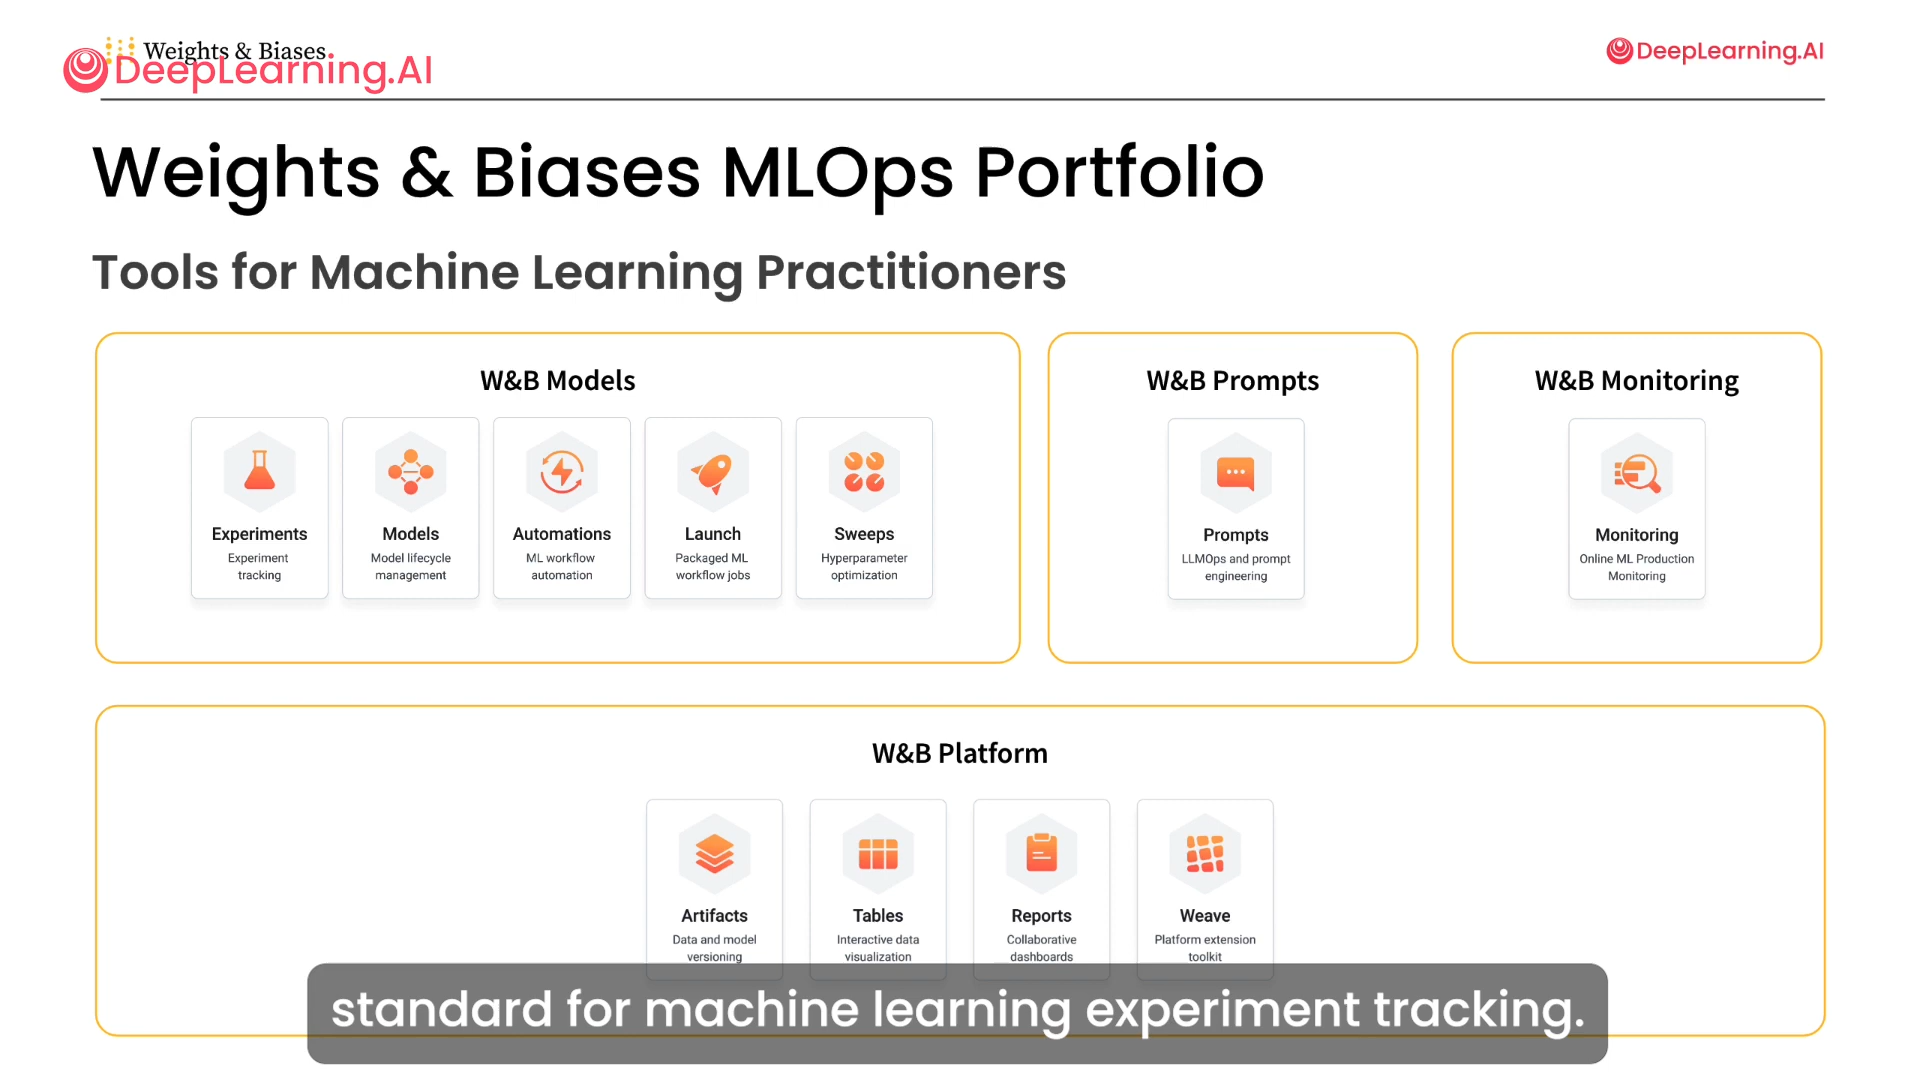 Weights & Biases
DeepLearning.AI
DeepLearning.AI
Weights & Biases MLOps Portfolio
Tools for Machine Learning Practitioners
W&B Models
Experiments
Experiment
tracking
Models
Model lifecycle
management
Automations
ML workflow
automation
Launch
Packaged ML
workflow jobs
Sweeps
Hyperparameter
optimization
W&B Prompts
Prompts
LLMOps and prompt
engineering
W&B Monitoring
Monitoring
Online ML Production
Monitoring
W&B Platform
Artifacts
Data and model
versioning
Tables
Interactive data
visualization
Reports
Collaborative
dashboards
Weave
Platform extension
toolkit
standard for machine learning experiment tracking.